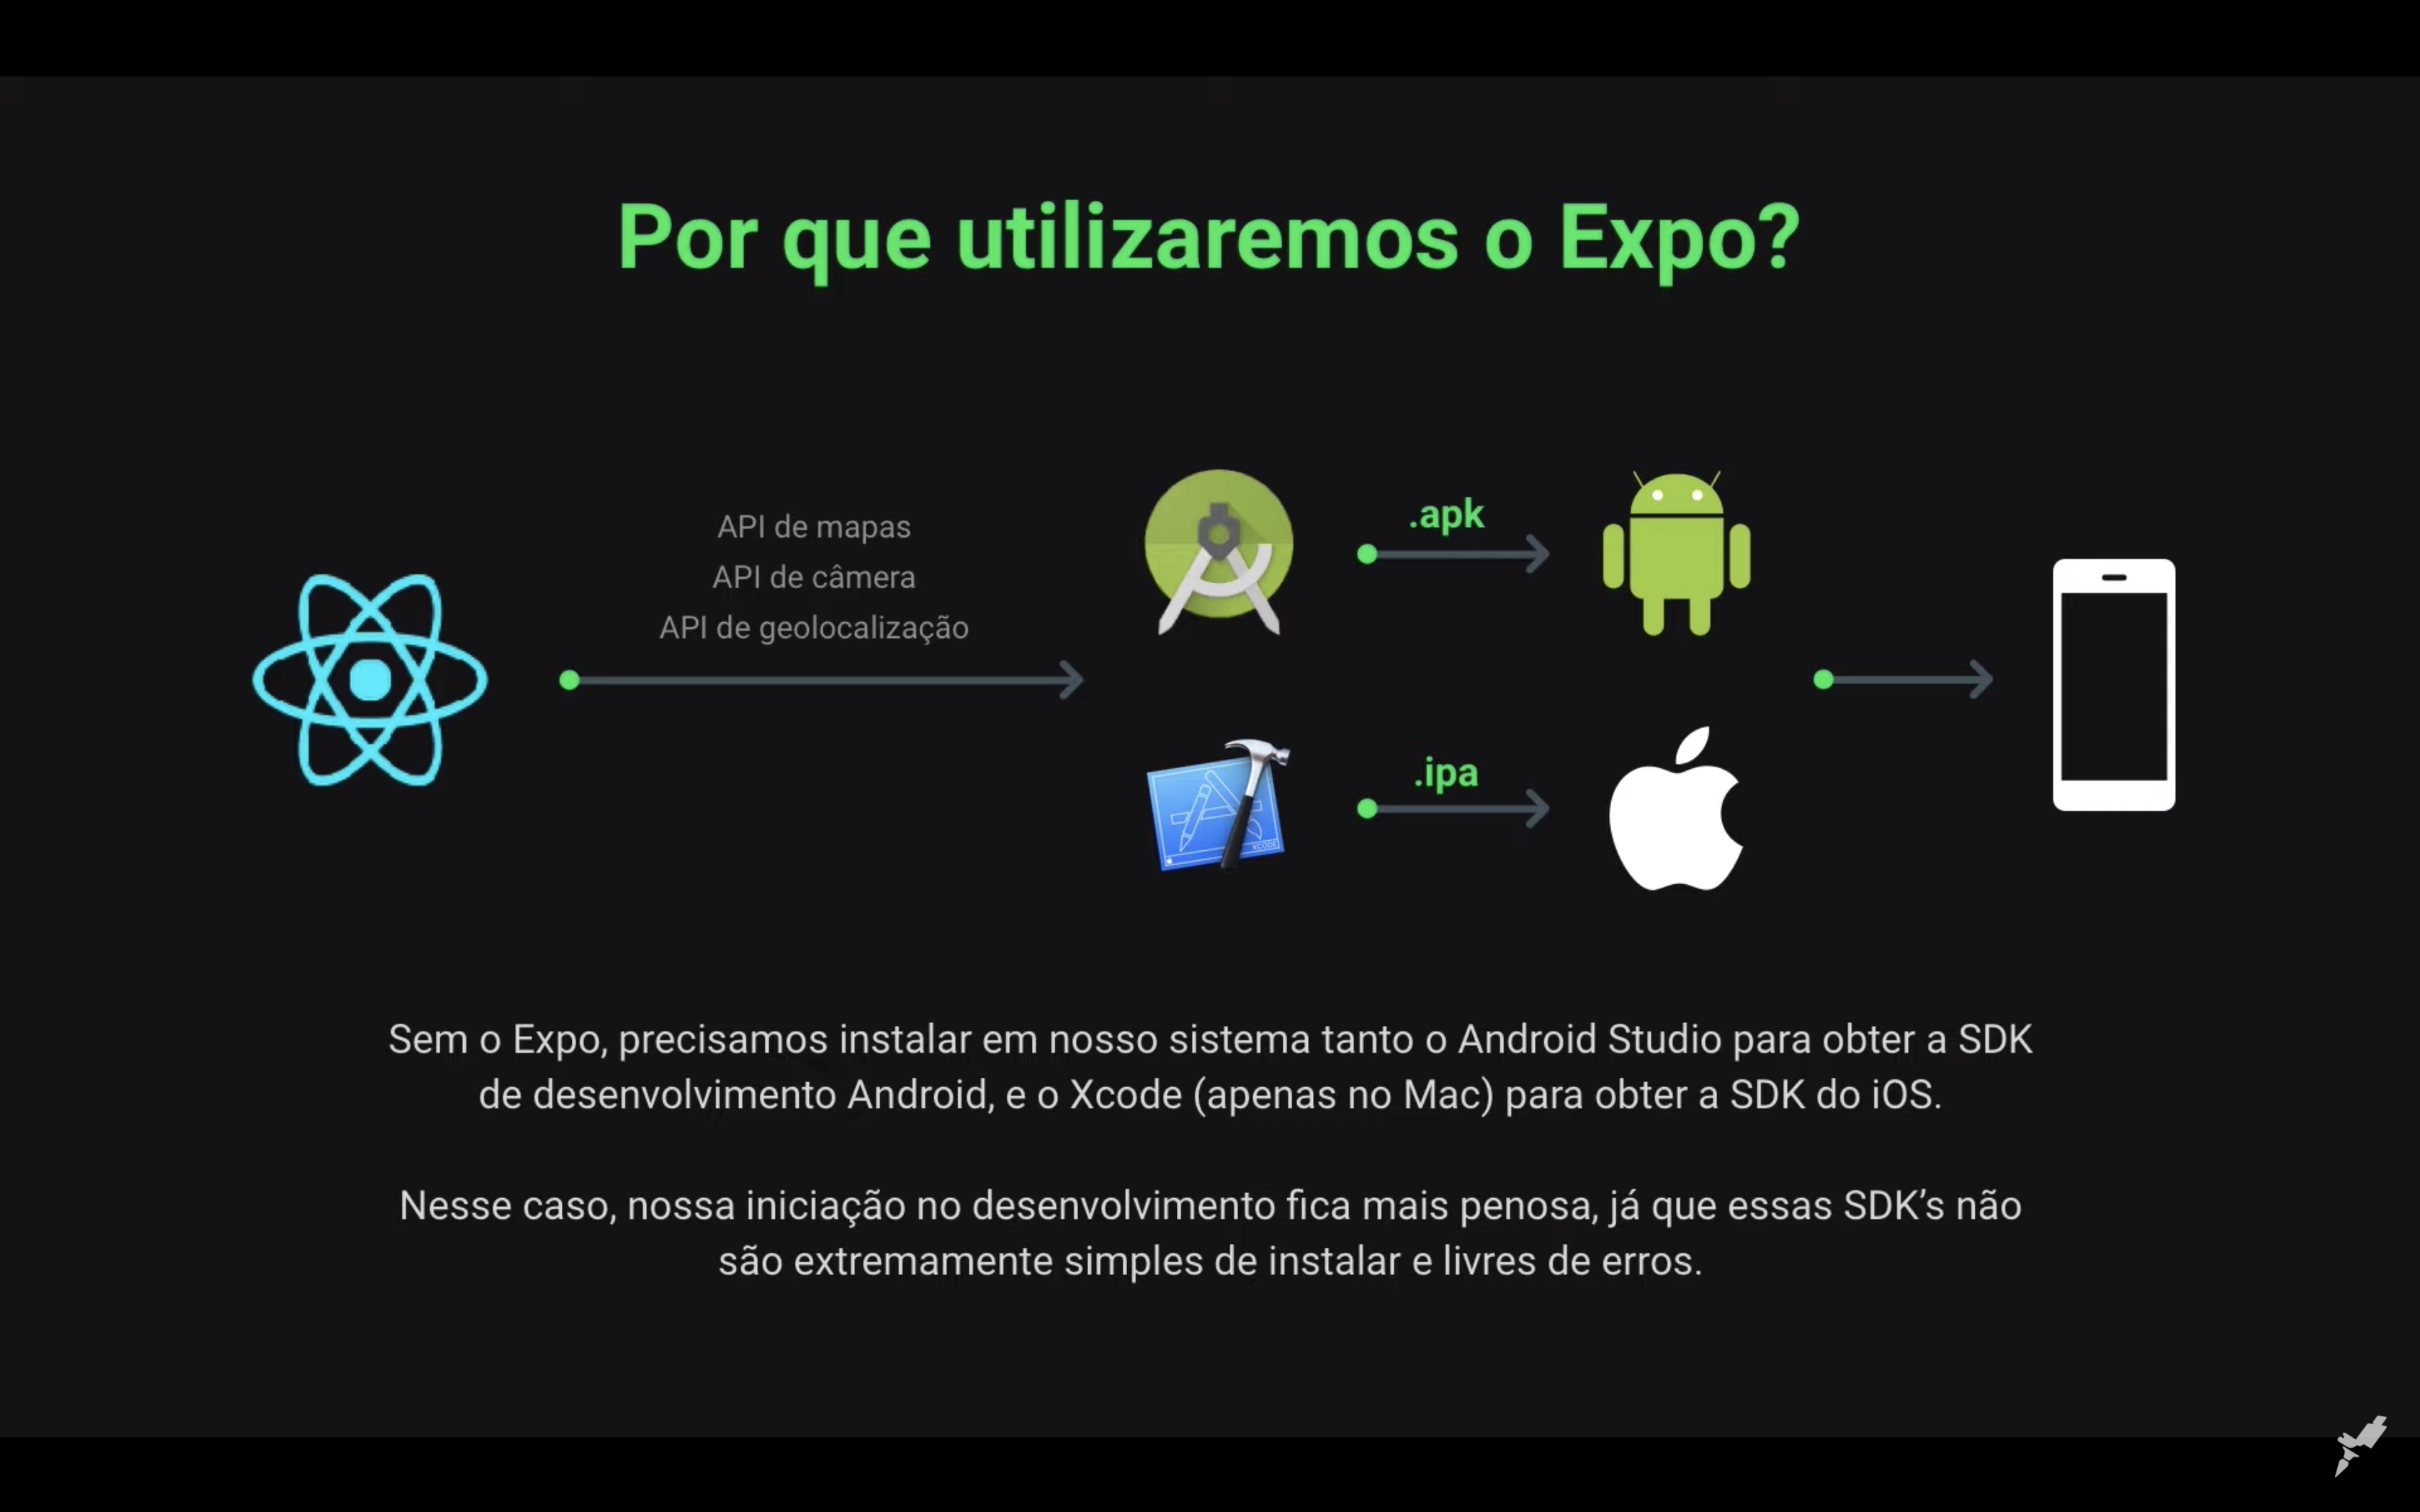 Por que utilizaremos o Expo?
API de mapas
API de câmera
API de geolocalização
.apk
.ipa
XCODE
Sem o Expo, precisamos instalar em nosso sistema tanto o Android Studio para obter a SDK
de desenvolvimento Android, e o Xcode (apenas no Mac) para obter a SDK do iOS.
Nesse caso, nossa iniciação no desenvolvimento fica mais penosa, já que essas SDK’s não
são extremamente simples de instalar e livres de erros.